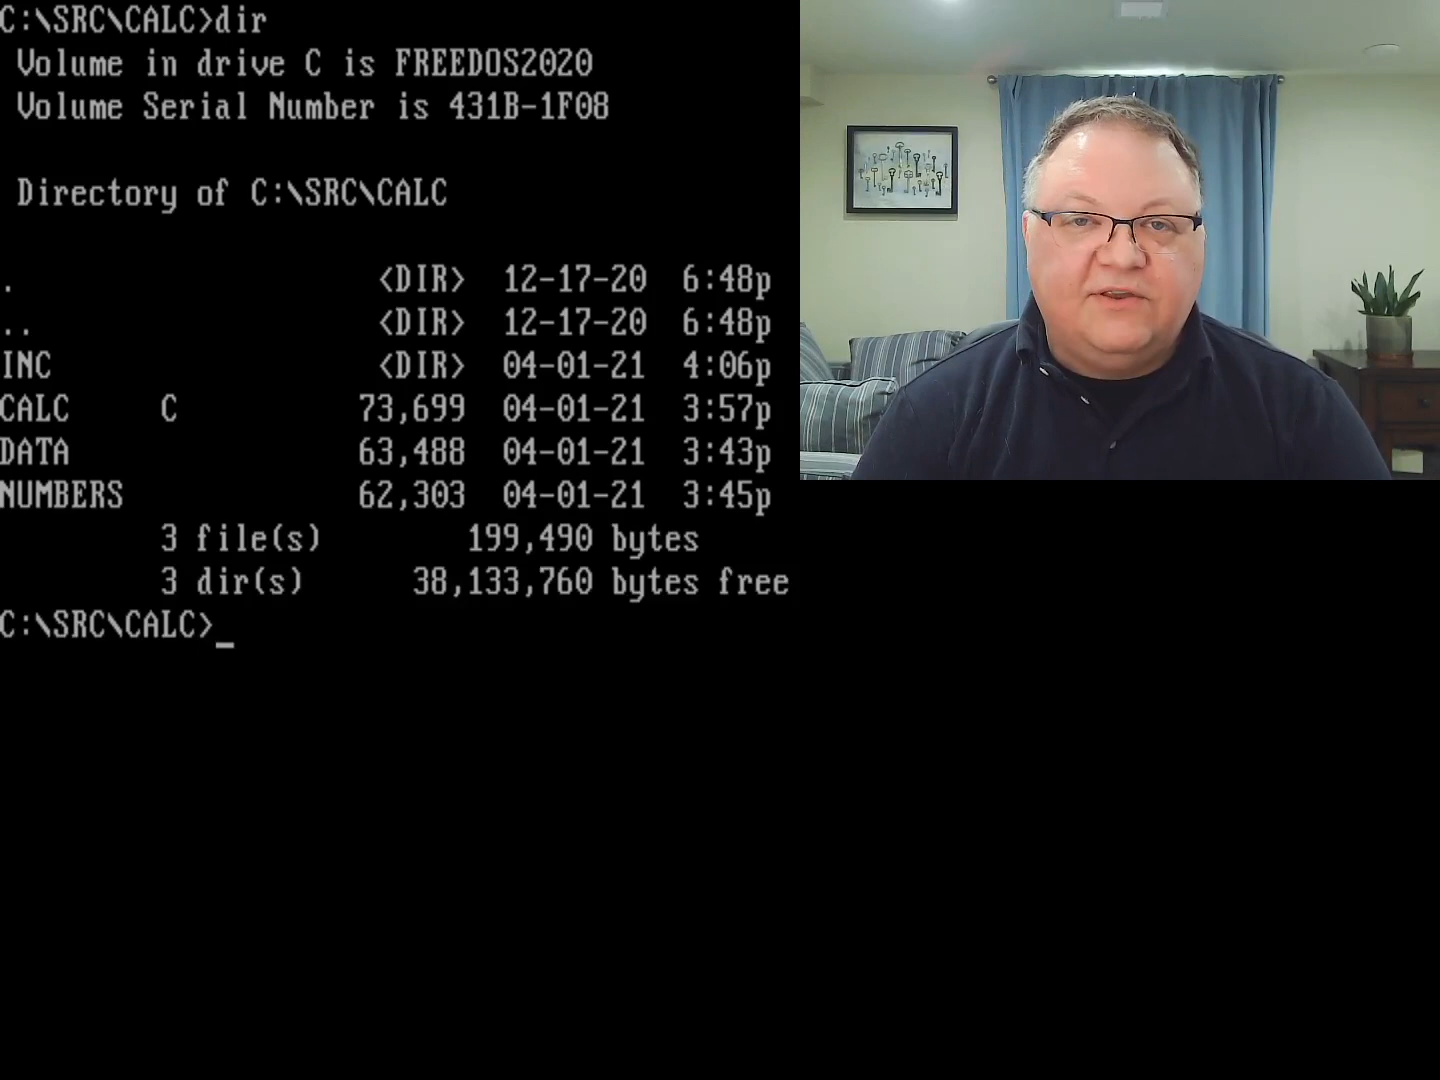 C:\SRC\CALC>dir
Volume in drive C is FREEDOS2020
Volume Serial Number is 431B-1F08
Directory of C:\SRC\CALC
. <DIR> 12-17-20 6:48p
.. <DIR> 12-17-20 6:48p
INC <DIR> 04-01-21 4:06p
CALC C 73,699 04-01-21 3:57p
DATA 63,488 04-01-21 3:43p
NUMBERS 62,303 04-01-21 3:45p
3 file(s) 199,490 bytes
3 dir(s) 38,133,760 bytes free
C:\SRC\CALC>_